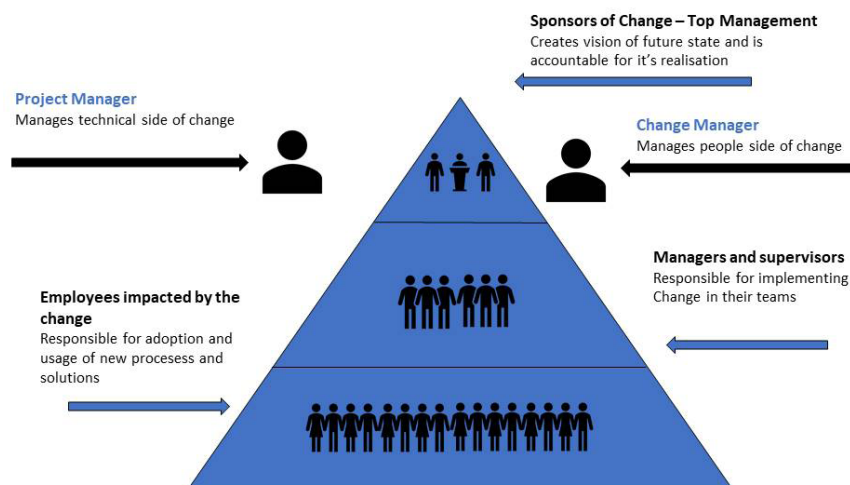 Sponsors of Change – Top Management
Creates vision of future state and is
accountable for it's realisation
Project Manager
Manages technical side of change
Change Manager
Manages people side of change
Managers and supervisors
Responsible for implementing
Change in their teams
Employees impacted by the
change
Responsible for adoption and
usage of new procesess and
solutions